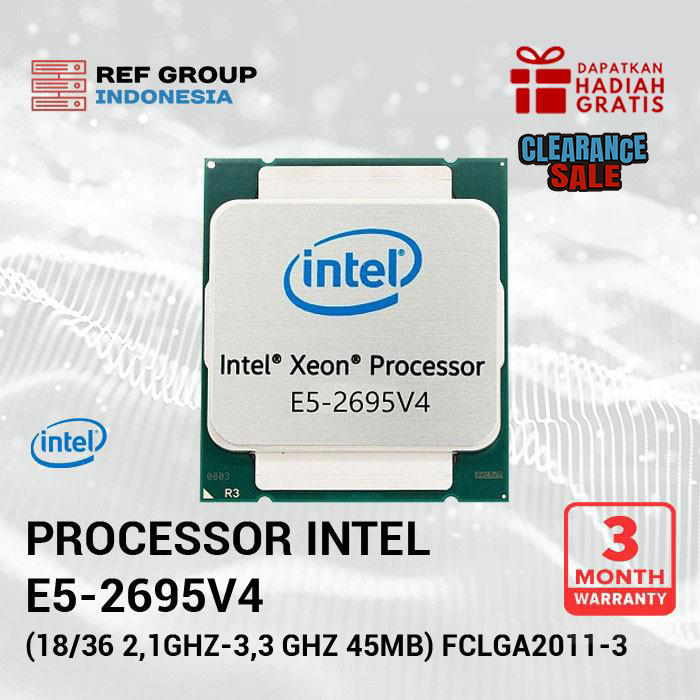 REF GROUP
INDONESIA
DAPATKAN
HADIAH
GRATIS
CLEARANCE
SALE
intel®
Intel® Xeon® Processor
E5-2695V4
0803
R3
intel
PROCESSOR INTEL
E5-2695V4
(18/36 2,1GHZ-3,3 GHZ 45MB) FCLGA2011-3
3
MONTH
WARRANTY